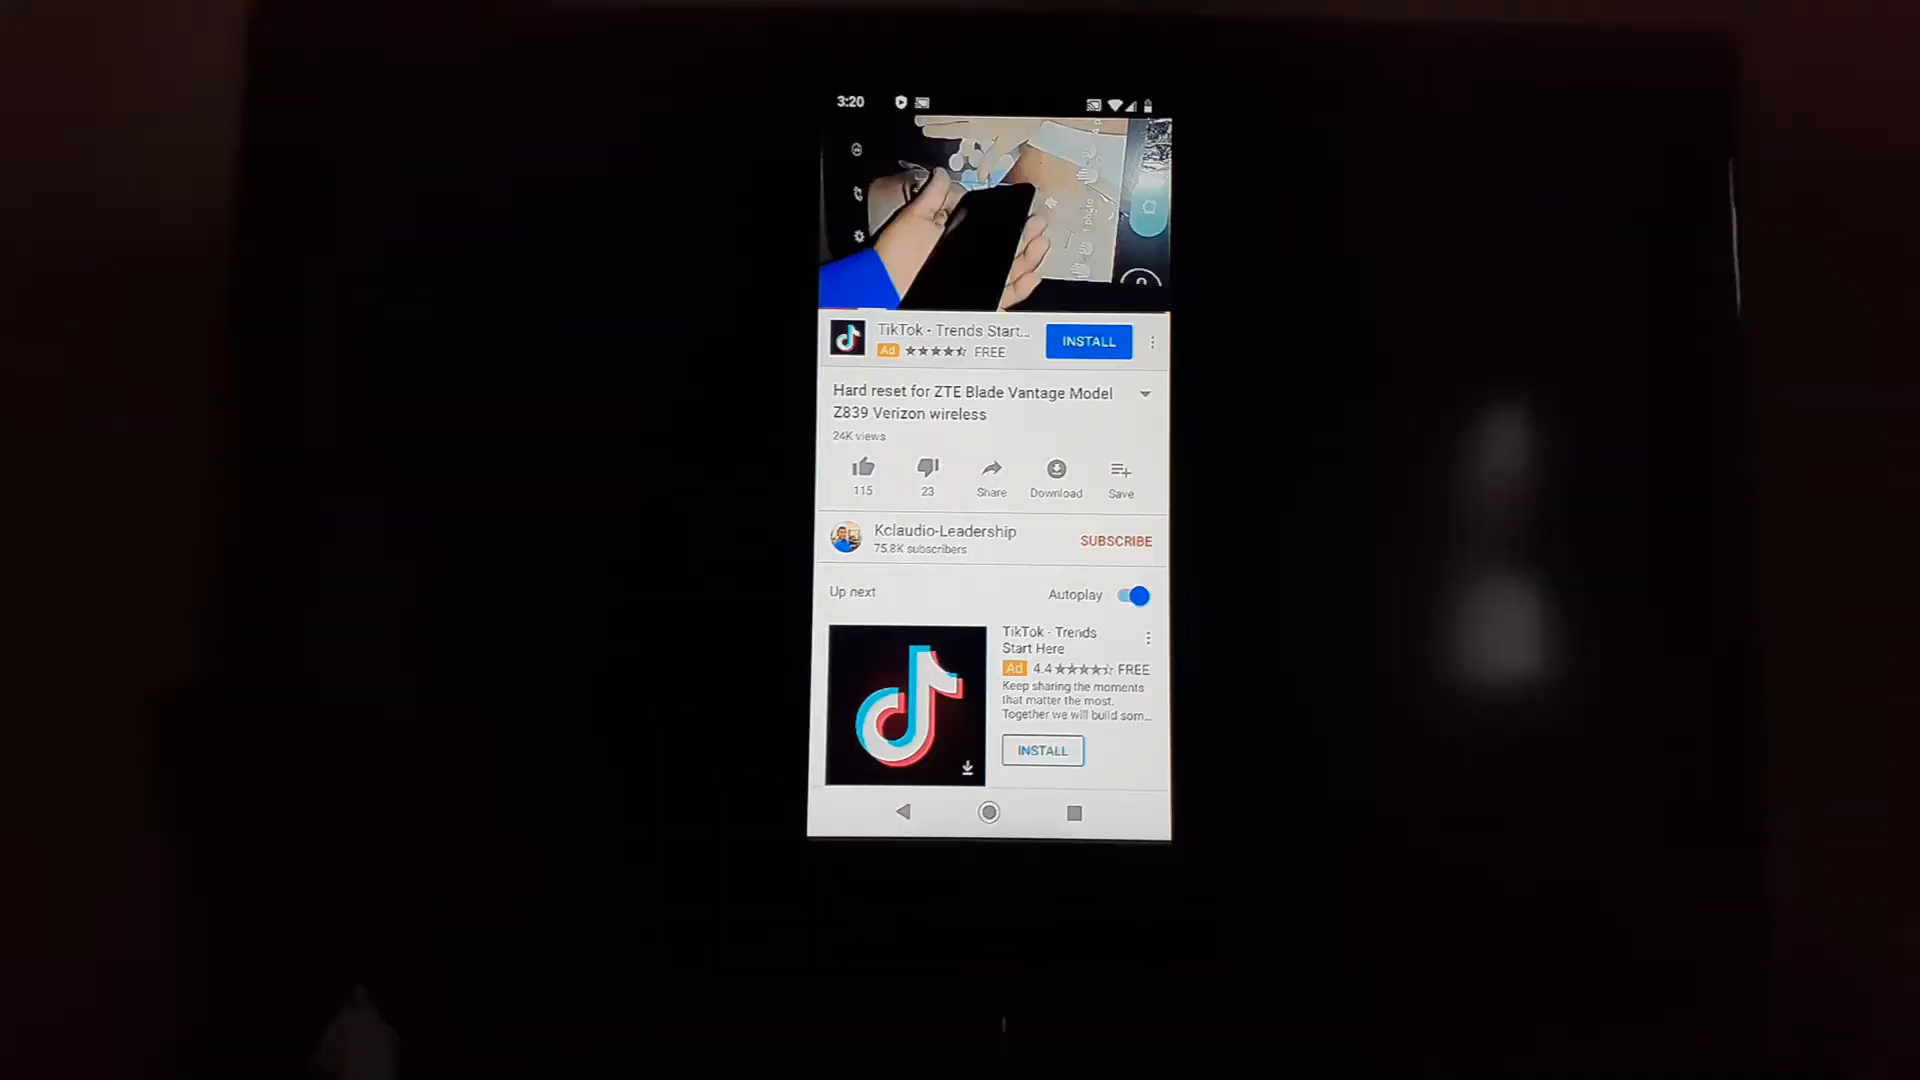 3:20
1 photo
TikTok - Trends Start...
INSTALL
Ad
FREE
Hard reset for ZTE Blade Vantage Model
Z839 Verizon wireless
24K views
115
23
Share
Download
Save
Kclaudio-Leadership
75.8K subscribers
SUBSCRIBE
Up next
Autoplay
TikTok - Trends
Start Here
Ad 4.4 FREE
Keep sharing the moments
that matter the most.
Together we will build som...
INSTALL